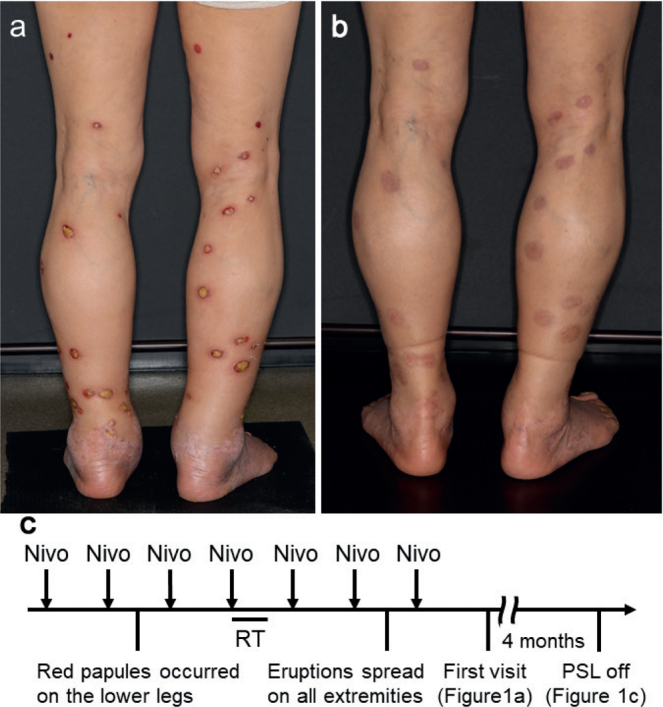 a
b
c
Nivo Nivo Nivo Nivo Nivo Nivo Nivo
RT
4 months
Red papules occurred
on the lower legs
Eruptions spread
on all extremities
First visit
(Figure1a)
PSL off
(Figure 1c)